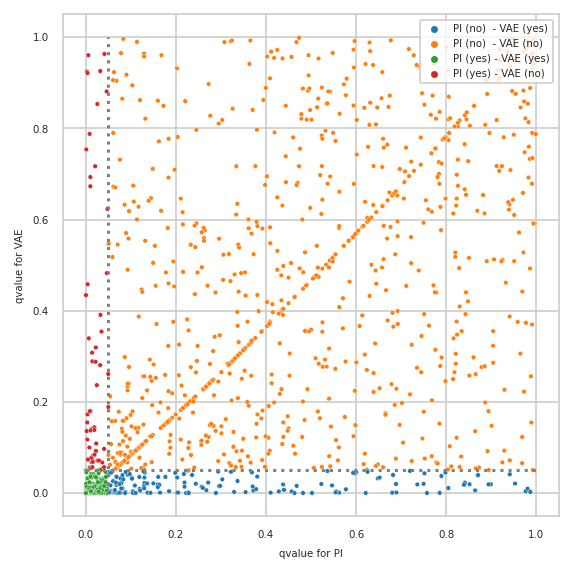 1.0
0.8
0.6
0.4
0.2
0.0
qvalue for VAE
PI (no)  - VAE (yes)
PI (no)  - VAE (no)
PI (yes) - VAE (yes)
PI (yes) - VAE (no)
0.0 0.2 0.4 0.6 0.8 1.0
qvalue for PI